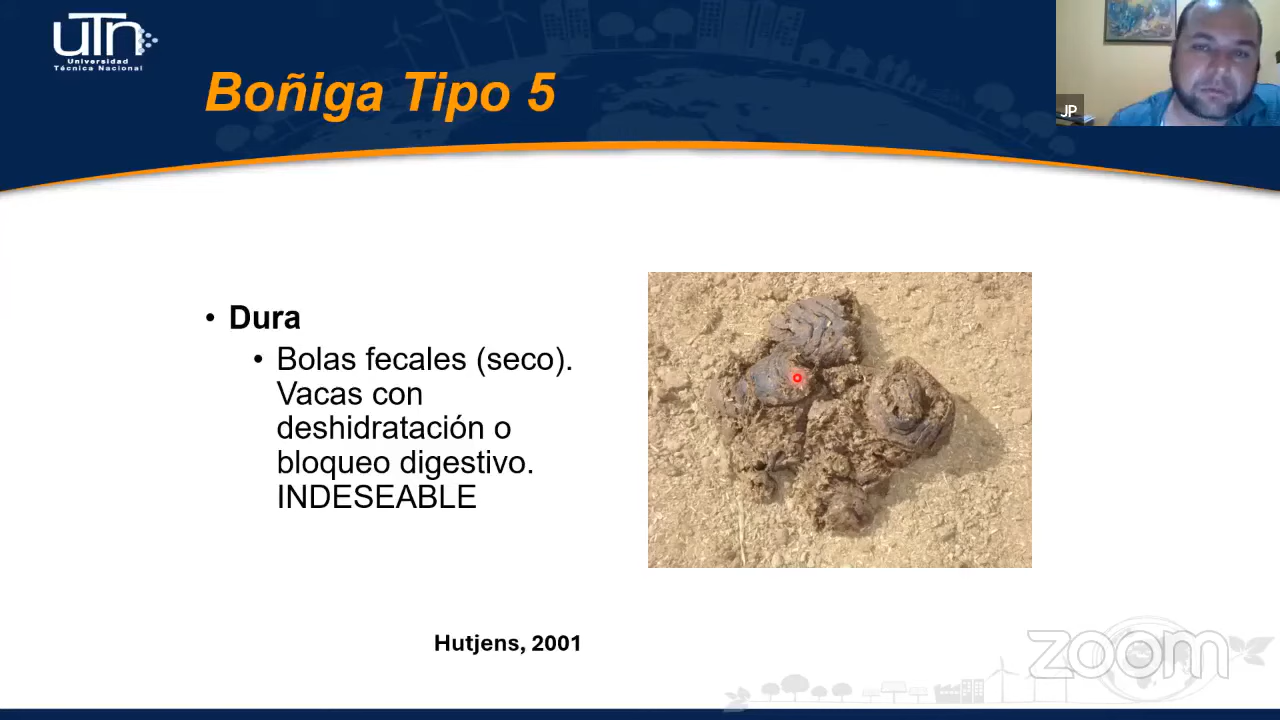 UTN
Universidad
Técnica Nacional
Boñiga Tipo 5
JP
• Dura
• Bolas fecales (seco).
Vacas con
deshidratación o
bloqueo digestivo.
INDESEABLE
Hutjens, 2001
zoom